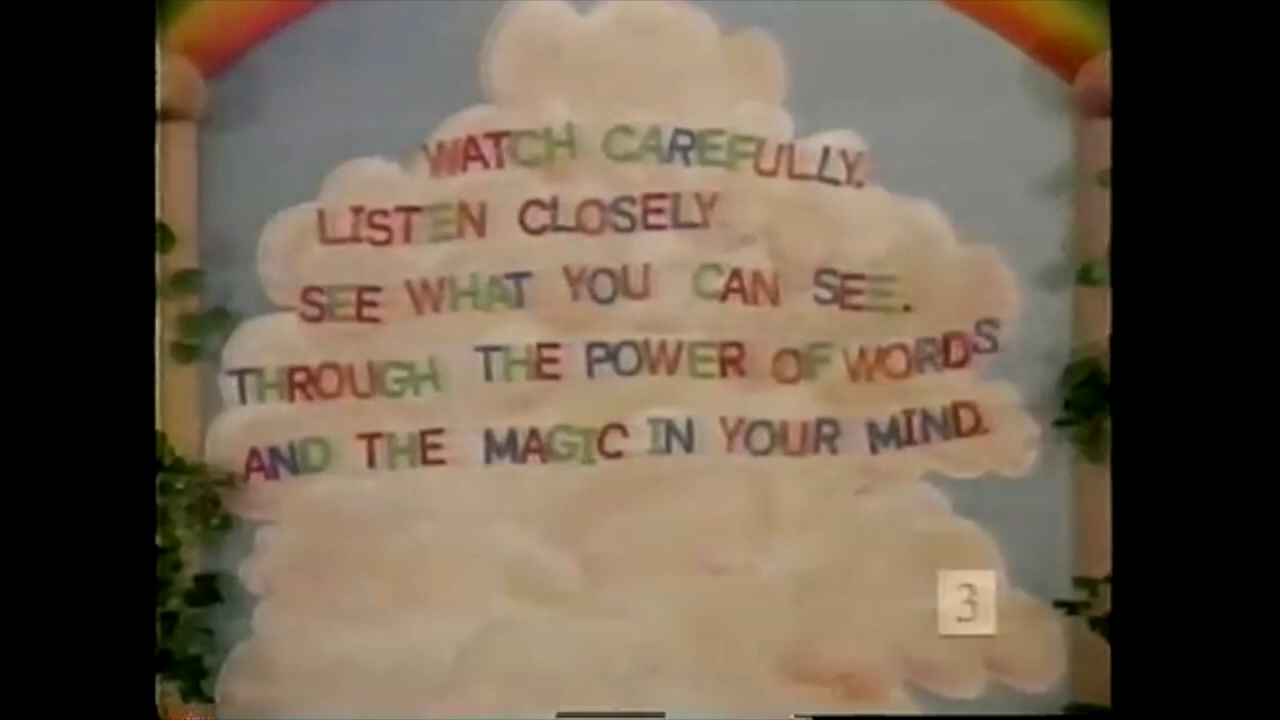 WATCH CAREFULLY.
LISTEN CLOSELY
SEE WHAT YOU CAN SEE.
THROUGH THE POWER OF WORDS
AND THE MAGIC IN YOUR MIND.
3